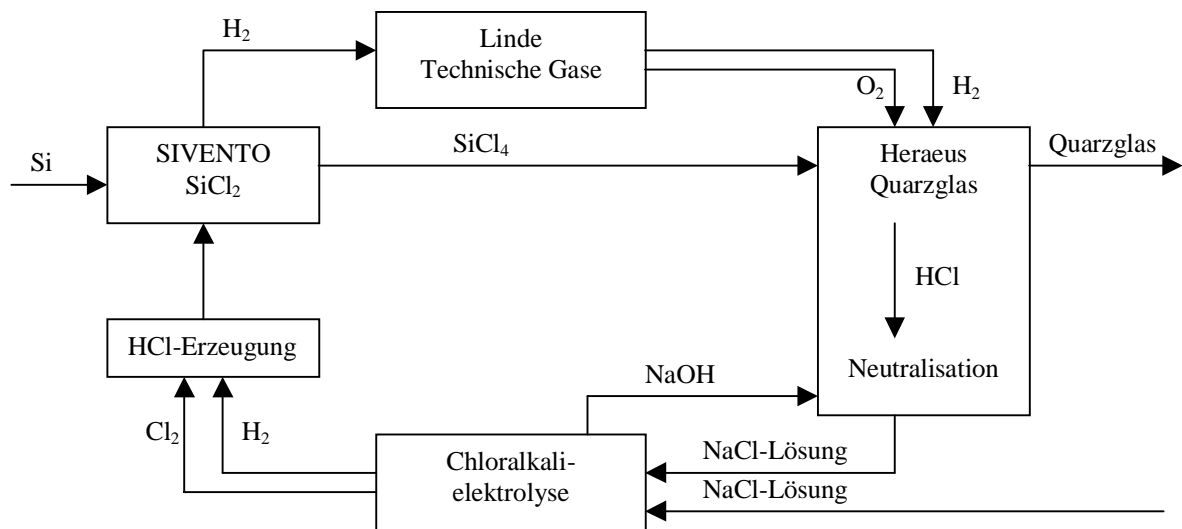 H₂
Linde
Technische Gase
O₂
H₂
Si
SIVENTO
SiCl₂
SiCl₄
Heraeus
Quarzglas
Quarzglas
HCl
HCl-Erzeugung
Neutralisation
NaOH
Cl₂
H₂
Chloralkali-
elektrolyse
NaCl-Lösung
NaCl-Lösung